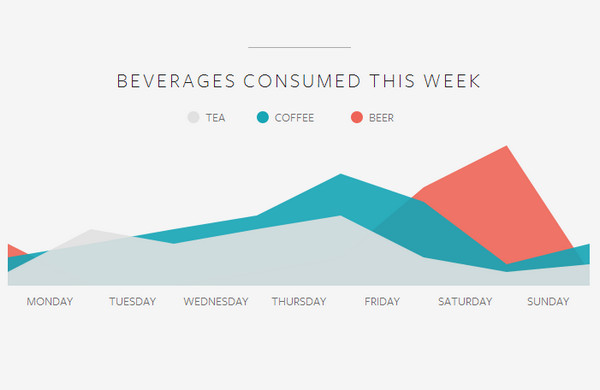 BEVERAGES CONSUMED THIS WEEK
TEA COFFEE BEER
MONDAY TUESDAY WEDNESDAY THURSDAY FRIDAY SATURDAY SUNDAY